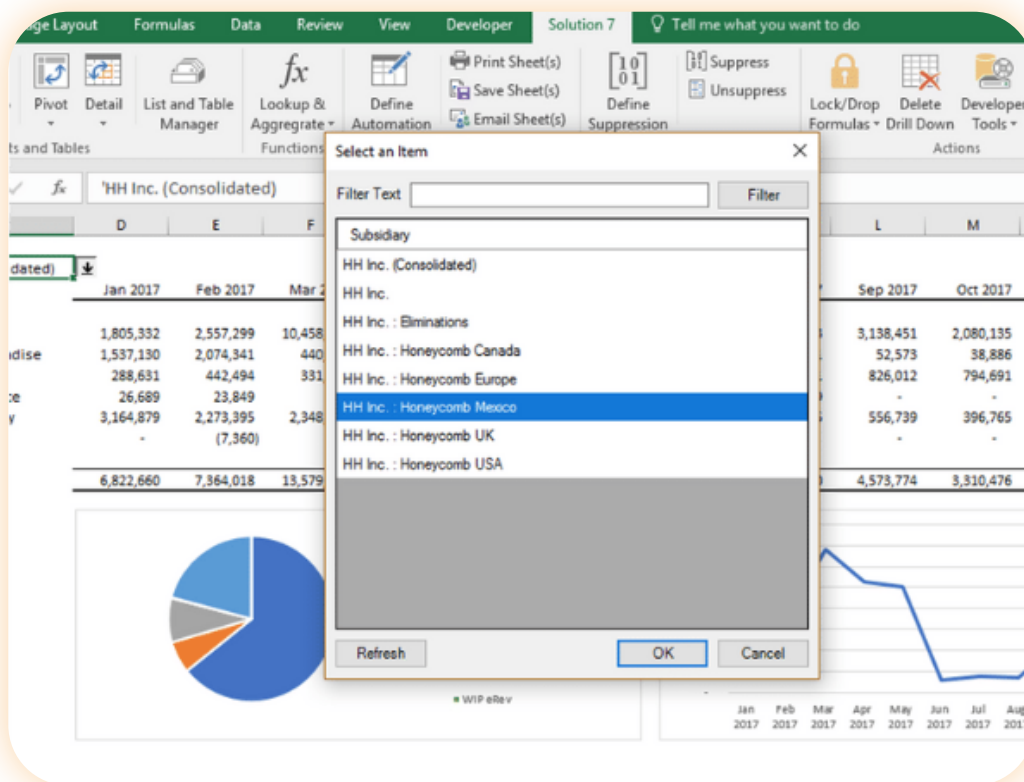 age Layout Formulas Data Review View Developer Solution 7 Tell me what you want to do
Print Sheet(s) Suppress
Save Sheet(s) Unsuppress
Email Sheet(s)
Pivot Detail List and Table Lookup & Define Define Lock/Drop Delete Developer
Manager Aggregrate Automation Suppression Formulas Drill Down Tools
ts and Tables Functions Actions
Select an Item
fx 'HH Inc. (Consolidated)
Filter Text Filter
D E F L M
Subsidiary
dated) HH Inc. (Consolidated)
Jan 2017 Feb 2017 Mar 2 HH Inc. Sep 2017 Oct 2017
HH Inc. : Eliminations
1,805,332 2,557,299 10,458 3,138,451 2,080,135
ndise 1,537,130 2,074,341 440 HH Inc. : Honeycomb Canada 52,573 38,886
288,631 442,494 331 HH Inc. : Honeycomb Europe 826,012 794,691
ce 26,689 23,849 - -
HH Inc. : Honeycomb Mexico
y 3,164,879 2,273,395 2,348 556,739 396,765
- (7,360) HH Inc. : Honeycomb UK - -
HH Inc. : Honeycomb USA
6,822,660 7,364,018 13,579 4,573,774 3,310,476
Refresh OK Cancel
WIP eRev
-
Jan Feb Mar Apr May Jun Jul Aug
2017 2017 2017 2017 2017 2017 2017 201